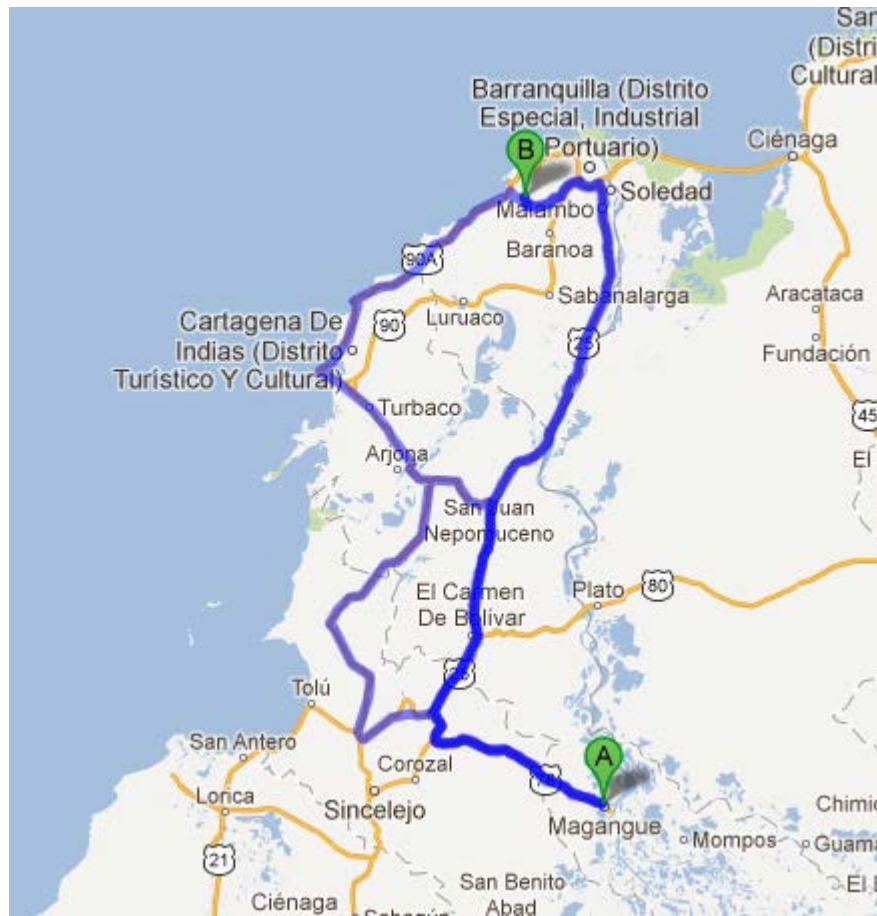 San
(Distri
Cultural
Barranquilla (Distrito
Especial, Industrial
Portuario)
B
Ciénaga
Soledad
Malambo
Baranoa
90A
Sabanalarga
Aracataca
Luruaco
Cartagena De
Indias (Distrito
Turístico Y Cultural)
90
25
Fundación
Turbaco
45
Arjona
El
San Juan
Nepomuceno
El Carmen
De Bolívar
Plato
80
25
Tolú
San Antero
A
Corozal
78
Lorica
Sincelejo
Magangue
Chimic
Mompos
Guama
21
San Benito
Abad
El B
Ciénaga
Sahagún